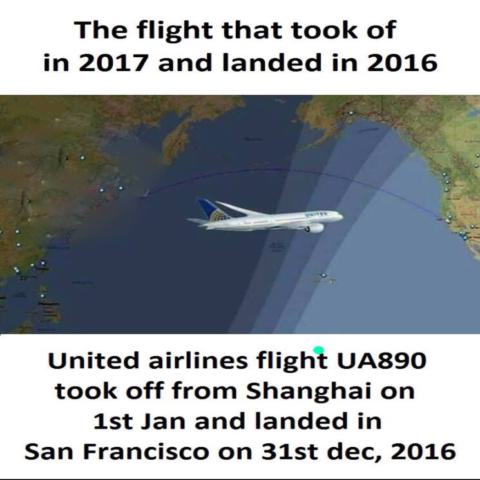 The flight that took of
in 2017 and landed in 2016
UNITED
United airlines flight UA890
took off from Shanghai on
1st Jan and landed in
San Francisco on 31st dec, 2016